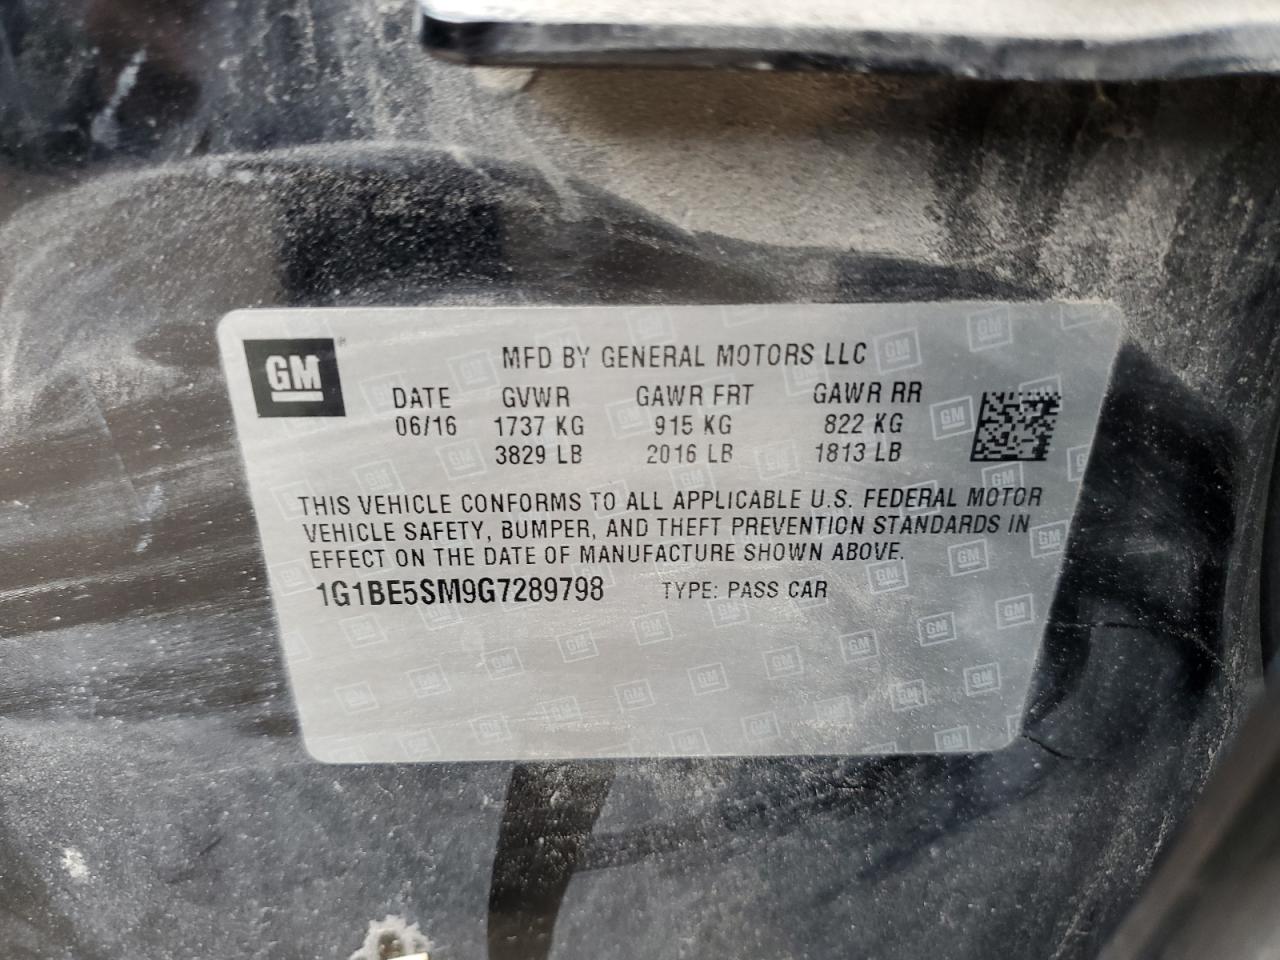 GM
MFD BY GENERAL MOTORS LLC
DATE GVWR GAWR FRT GAWR RR
06/16 1737 KG 915 KG 822 KG
3829 LB 2016 LB 1813 LB
THIS VEHICLE CONFORMS TO ALL APPLICABLE U.S. FEDERAL MOTOR
VEHICLE SAFETY, BUMPER, AND THEFT PREVENTION STANDARDS IN
EFFECT ON THE DATE OF MANUFACTURE SHOWN ABOVE.
1G1BE5SM9G7289798 TYPE: PASS CAR